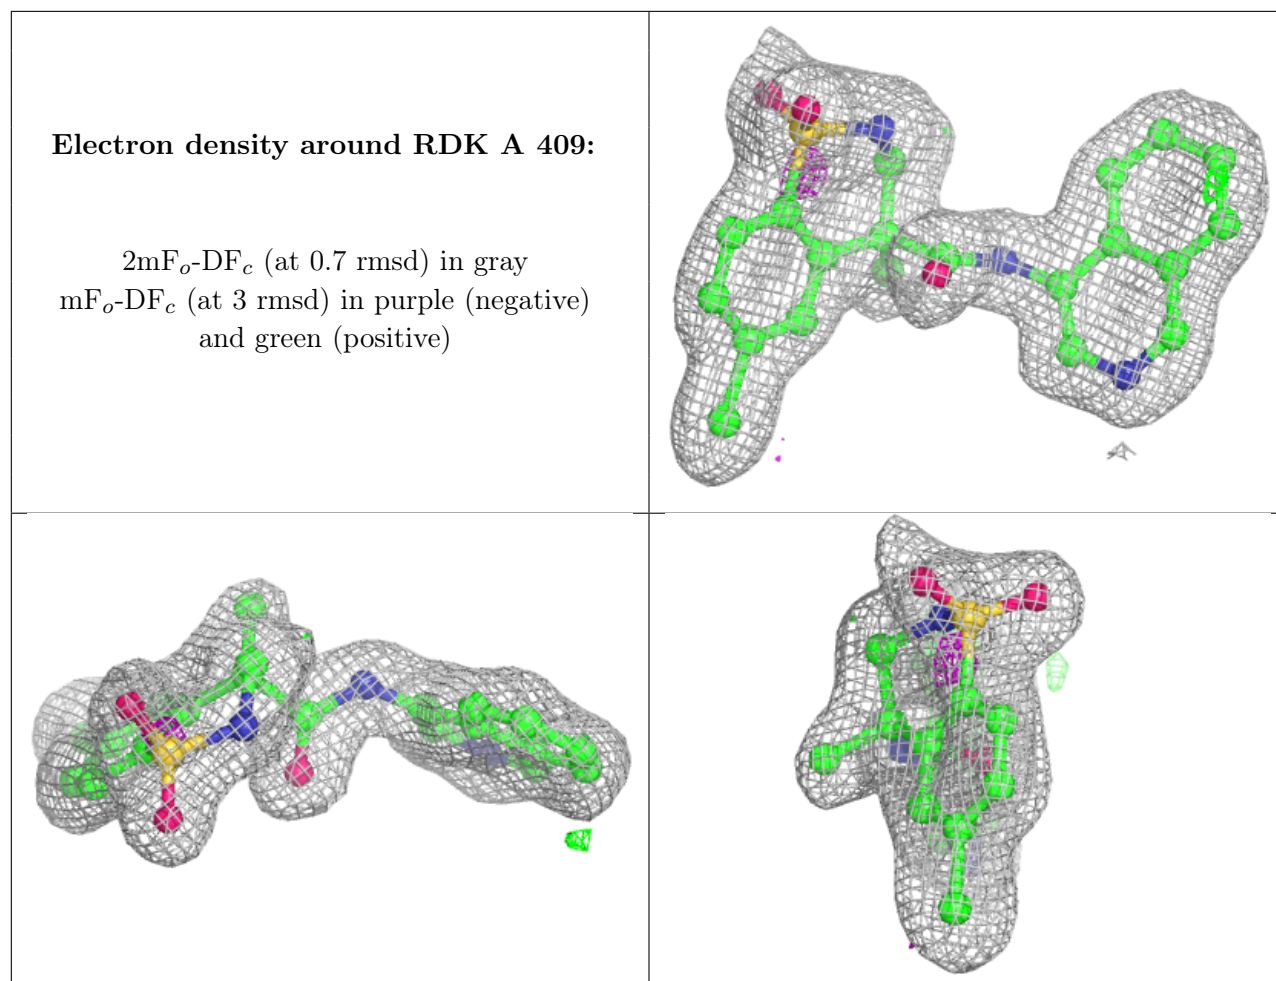 Electron density around RDK A 409:
2mFo-DFc (at 0.7 rmsd) in gray
mFo-DFc (at 3 rmsd) in purple (negative)
and green (positive)